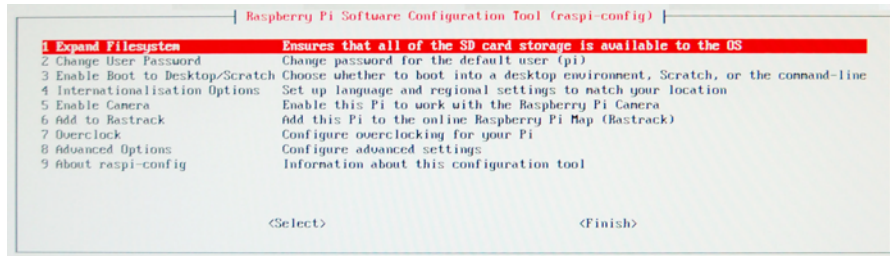 Raspberry Pi Software Configuration Tool (raspi-config)
1 Expand Filesystem Ensures that all of the SD card storage is available to the OS
2 Change User Password Change password for the default user (pi)
3 Enable Boot to Desktop/Scratch Choose whether to boot into a desktop environment, Scratch, or the command-line
4 Internationalisation Options Set up language and regional settings to match your location
5 Enable Camera Enable this Pi to work with the Raspberry Pi Camera
6 Add to Rastrack Add this Pi to the online Raspberry Pi Map (Rastrack)
7 Overclock Configure overclocking for your Pi
8 Advanced Options Configure advanced settings
9 About raspi-config Information about this configuration tool
<Select> <Finish>